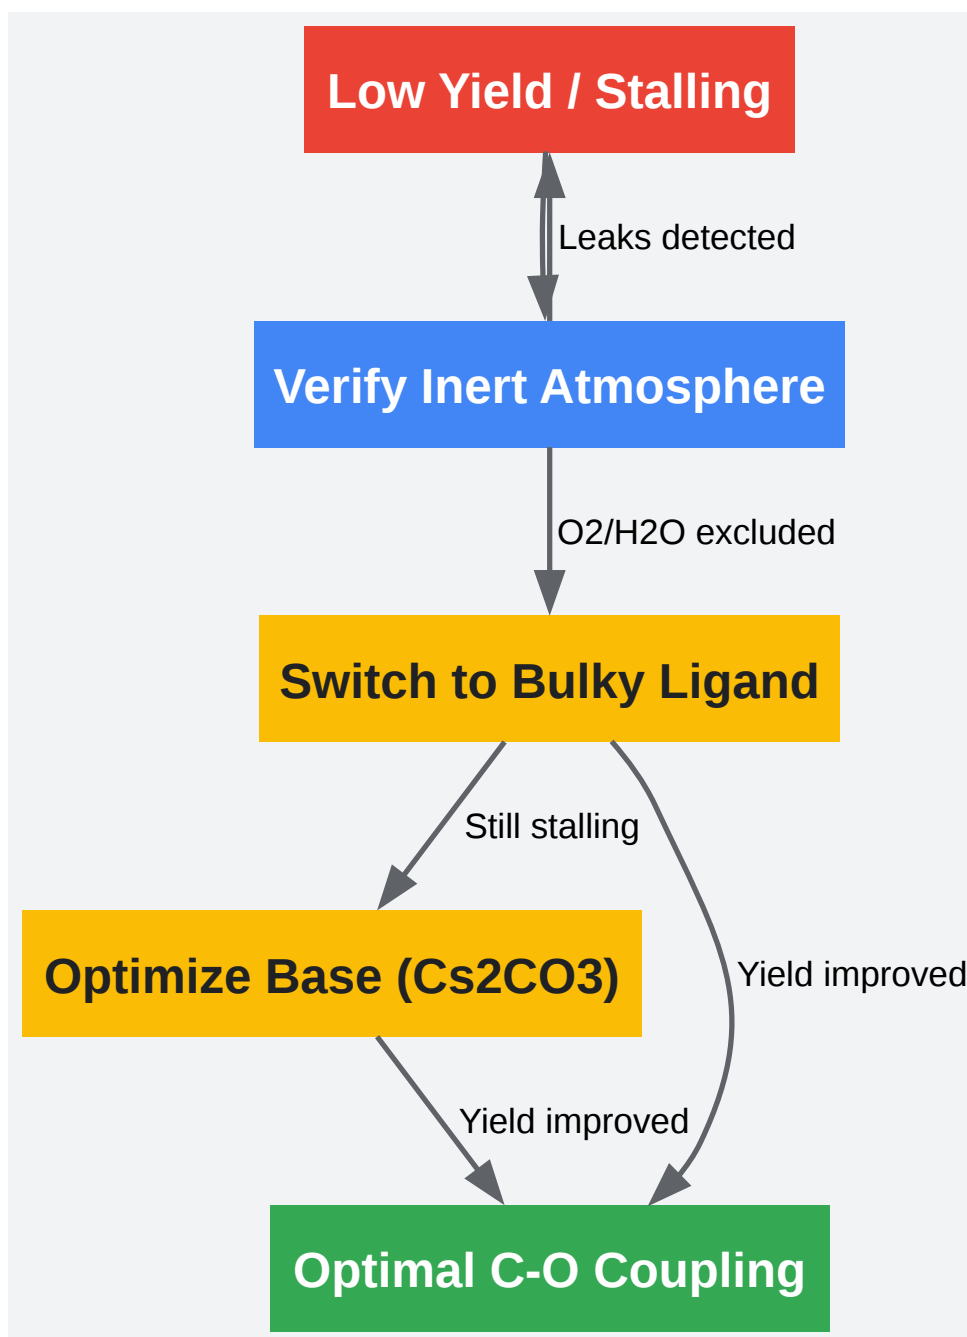 Low Yield / Stalling
Leaks detected
Verify Inert Atmosphere
O2/H2O excluded
Switch to Bulky Ligand
Still stalling
Optimize Base (Cs2CO3)
Yield improved
Yield improved
Optimal C-O Coupling